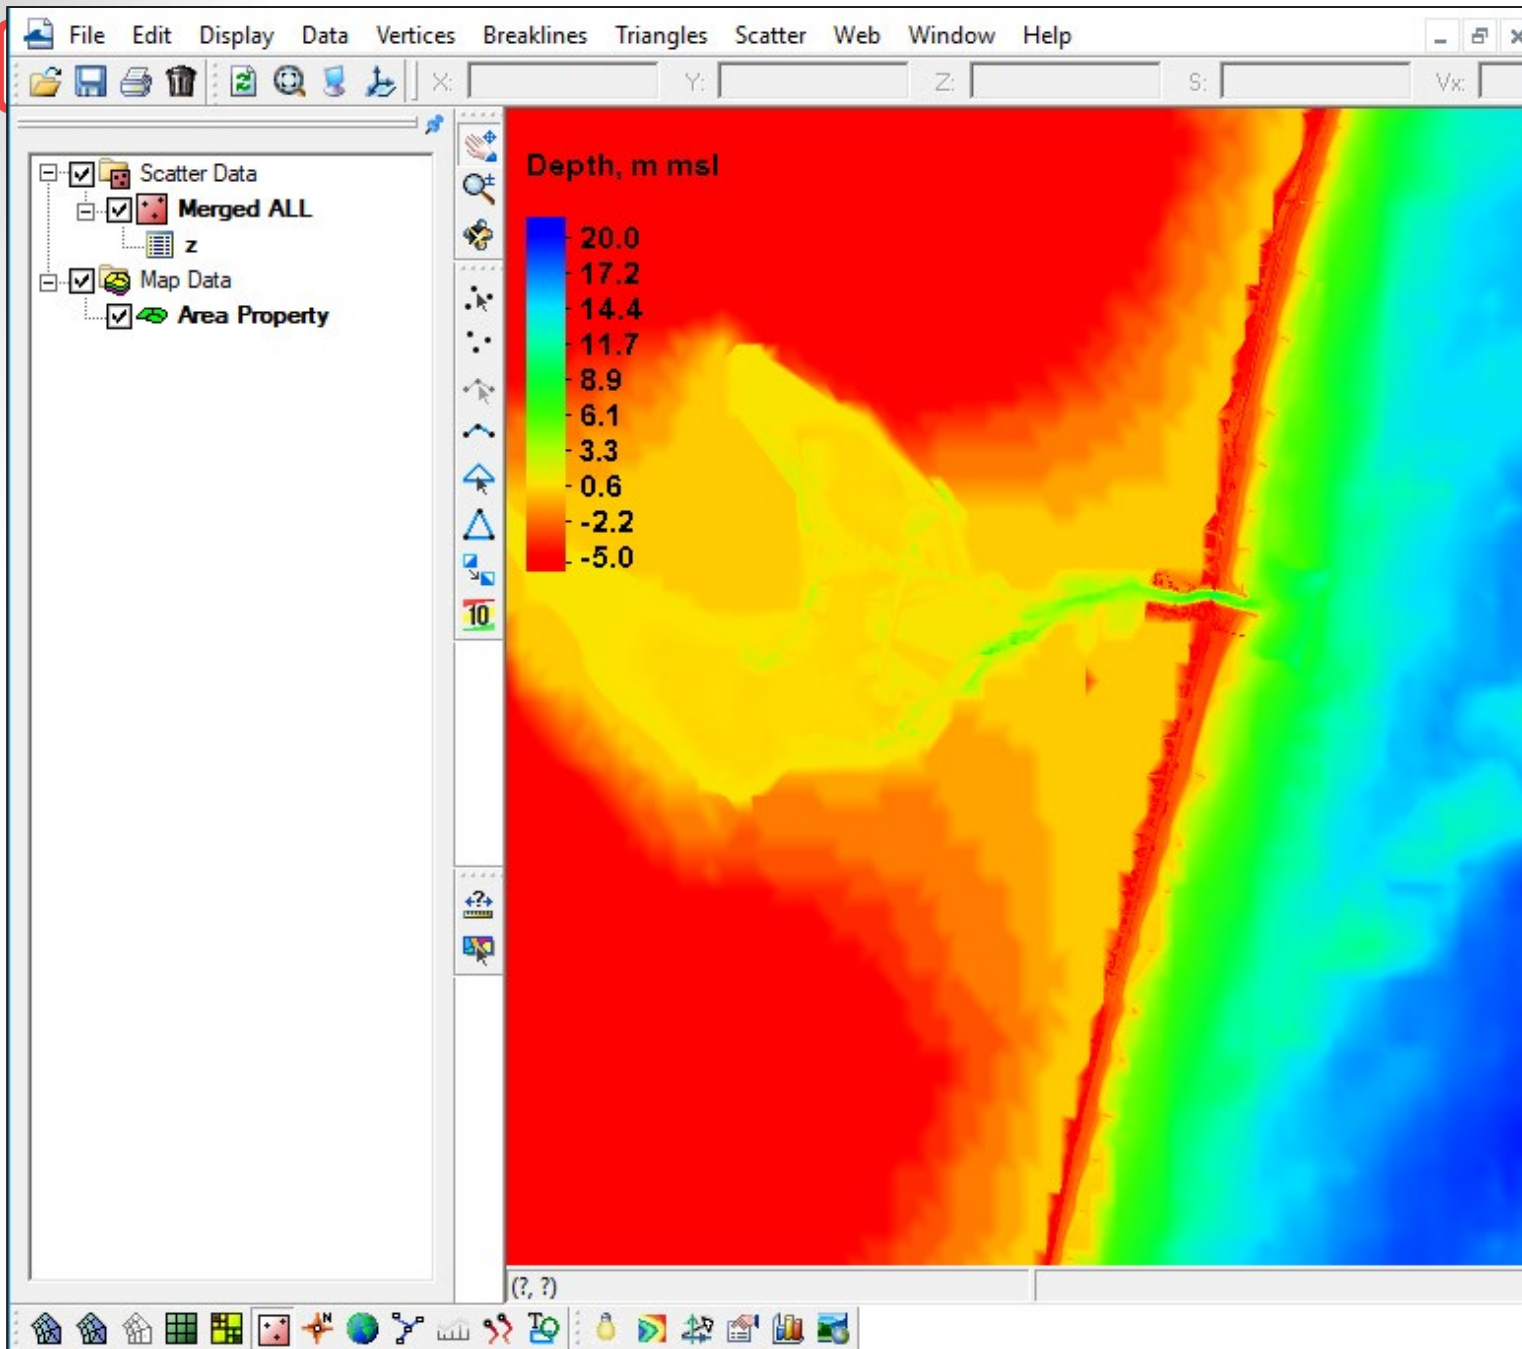 File Edit Display Data Vertices Breaklines Triangles Scatter Web Window Help
X: Y: Z: S: Vx:
Scatter Data
Merged ALL
z
Map Data
Area Property
10
Depth, m msl
20.0
17.2
14.4
11.7
8.9
6.1
3.3
0.6
-2.2
-5.0
(?, ?)